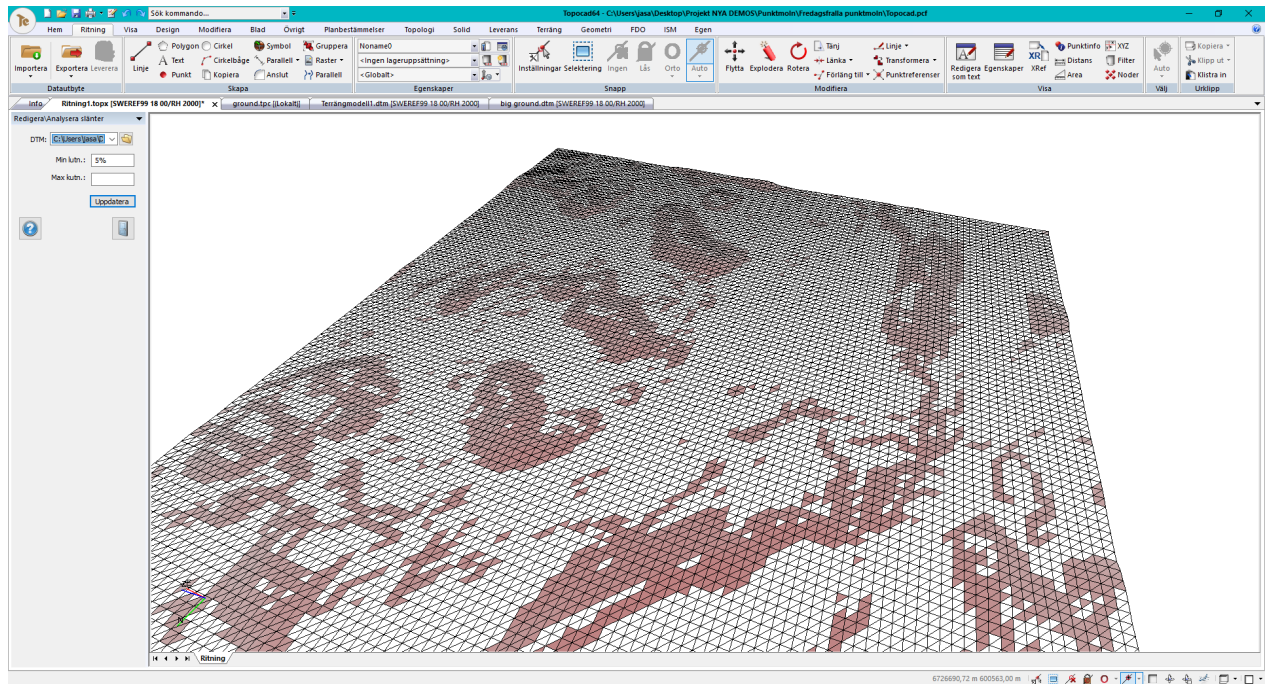 Te
Sök kommando...
Topocad64 - C:\Users\jasa\Desktop\Projekt NYA DEMOS\Punktmoln\Fredagsfralla punktmoln\Topocad.pcf
Hem Ritning Visa Design Modifiera Blad Övrigt Planbestämmelser Topologi Solid Leverans Terräng Geometri FDO ISM Egen
Polygon Cirkel Symbol Gruppera Noname0 Tänj Linje Punktinfo XYZ Kopiera
Text Cirkelbåge Parallell Raster <Ingen lageruppsättning> Länka Transformera Distans Filter Klipp ut
Importera Exportera Leverera Linje Punkt Kopiera Anslut Parallell <Globalt> Inställningar Selektering Ingen Lås Orto Auto Flytta Explodera Rotera Förläng till Punktreferenser Redigera som text Egenskaper XRef Area Noder Auto Klistra in
Datautbyte Skapa Egenskaper Snapp Modifiera Visa Välj Urklipp
Info Ritning1.topx [SWEREF99 18 00/RH 2000]* x ground.tpc [[Lokalt]] Terrängmodell1.dtm [SWEREF99 18 00/RH 2000] big ground.dtm [SWEREF99 18 00/RH 2000]
Redigera\Analysera slänter
DTM: C:\Users\jasa\C
Min lutn.: 5%
Max kutn.:
Uppdatera
N
Ritning
6726690,72 m 600563,00 m